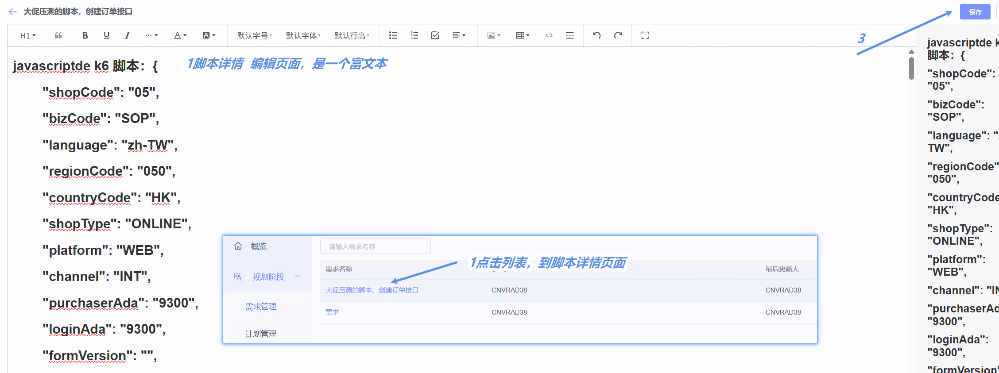 大促压测的脚本，创建订单接口
保存
H1
B U I ... A A 默认字号 默认字体 默认行高
3
1脚本详情 编辑页面，是一个富文本
javascriptde k6 脚本：{
"shopCode": "05",
"bizCode": "SOP",
"language": "zh-TW",
"regionCode": "050",
"countryCode": "HK",
"shopType": "ONLINE",
"platform": "WEB",
"channel": "INT",
"purchaserAda": "9300",
"loginAda": "9300",
"formVersion": "",
概览
规划阶段
需求管理
计划管理
请输入需求名称
1点击列表，到脚本详情页面
需求名称 最后更新人
大促压测的脚本，创建订单接口 CNVRAD38 CNVRAD38
需求 CNVRAD38 CNVRAD38
javascriptde
脚本：{
"shopCode":
"05",
"bizCode":
"SOP",
"language":
TW",
"regionCode"
"050",
"countryCode
"HK",
"shopType":
"ONLINE",
"platform":
"WEB",
"channel":
"purchaserAd
"9300",
"loginAda":
"9300",
"formVersion"